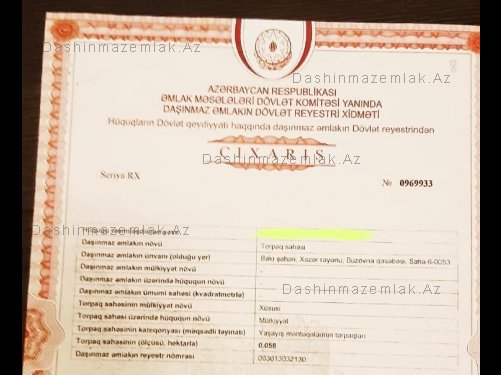 Dashinmazemlak.Az
Dashinmazemlak.Az
AZƏRBAYCAN RESPUBLİKASI
ƏMLAK MƏSƏLƏLƏRİ DÖVLƏT KOMİTƏSİ YANINDA
DAŞINMAZ ƏMLAKIN DÖVLƏT REYESTRİ XİDMƏTİ
Hüquqların Dövlət qeydiyyatı haqqında daşınmaz əmlakın Dövlət reyestrindən
ÇIXARIŞ
Dashinmazemlak.Az
Seriya RX
№ 0969933
Dashinmazemlak.Az
Daşınmaz əmlakın növü Torpaq sahəsi
Daşınmaz əmlakın ünvanı (olduğu yer) Bakı şəhəri, Xəzər rayonu, Buzovna qəsəbəsi, Sahə 6-0053
Daşınmaz əmlakın mülkiyyət növü
Daşınmaz əmlakın üzərində hüququn növü
Dashinmazemlak.Az
Daşınmaz əmlakın ümumi sahəsi (kvadratmetrlə)
Torpaq sahəsinin mülkiyyət növü Xüsusi
Torpaq sahəsi üzərində hüququn növü Mülkiyyət
Torpaq sahəsinin kateqoriyası (məqsədli təyinatı) Yaşayış məntəqələrinin torpaqları
Torpaq sahəsinin (ölçüsü, hektarla) 0.055
Daşınmaz əmlakın reyestr nömrəsi 003013032130
Dashinmazemlak.Az